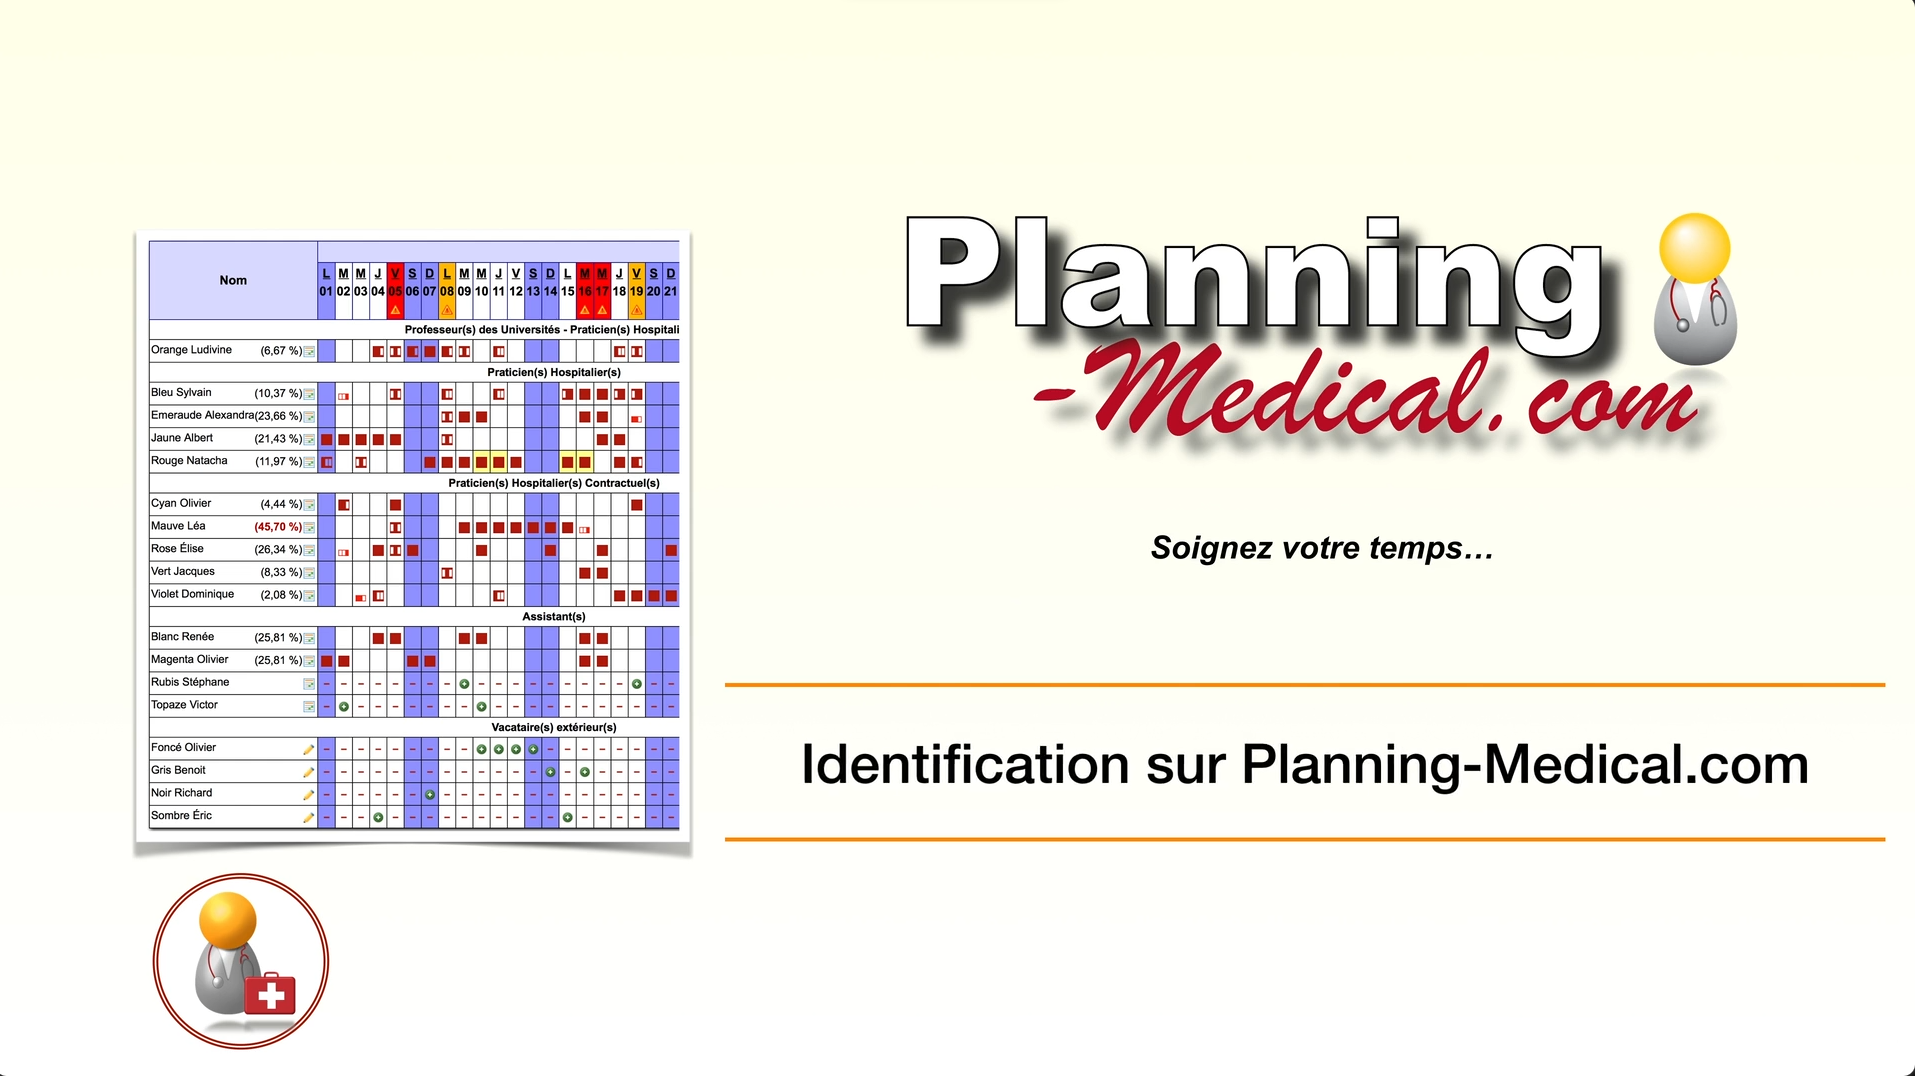 Nom
L M M J V S D L M M J V S D L M M J V S D
01 02 03 04 05 06 07 08 09 10 11 12 13 14 15 16 17 18 19 20 21
Professeur(s) des Universités - Praticien(s) Hospitali
Orange Ludivine (6,67 %)
Praticien(s) Hospitalier(s)
Bleu Sylvain (10,37 %)
Emeraude Alexandra(23,66 %)
Jaune Albert (21,43 %)
Rouge Natacha (11,97 %)
Praticien(s) Hospitalier(s) Contractuel(s)
Cyan Olivier (4,44 %)
Mauve Léa (45,70 %)
Rose Élise (26,34 %)
Vert Jacques (8,33 %)
Violet Dominique (2,08 %)
Assistant(s)
Blanc Renée (25,81 %)
Magenta Olivier (25,81 %)
Rubis Stéphane
Topaze Victor
Vacataire(s) extérieur(s)
Foncé Olivier
Gris Benoit
Noir Richard
Sombre Éric
Planning
-Medical.com
Soignez votre temps...
Identification sur Planning-Medical.com